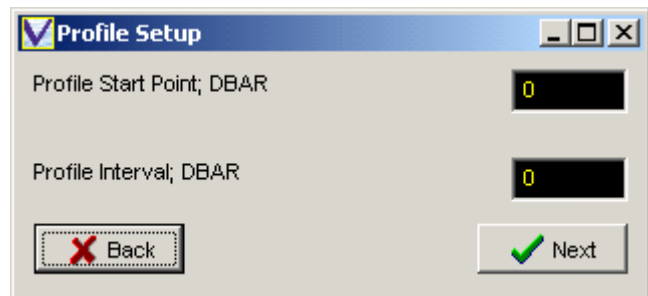 Profile Setup
Profile Start Point; DBAR 0
Profile Interval; DBAR 0
Back Next